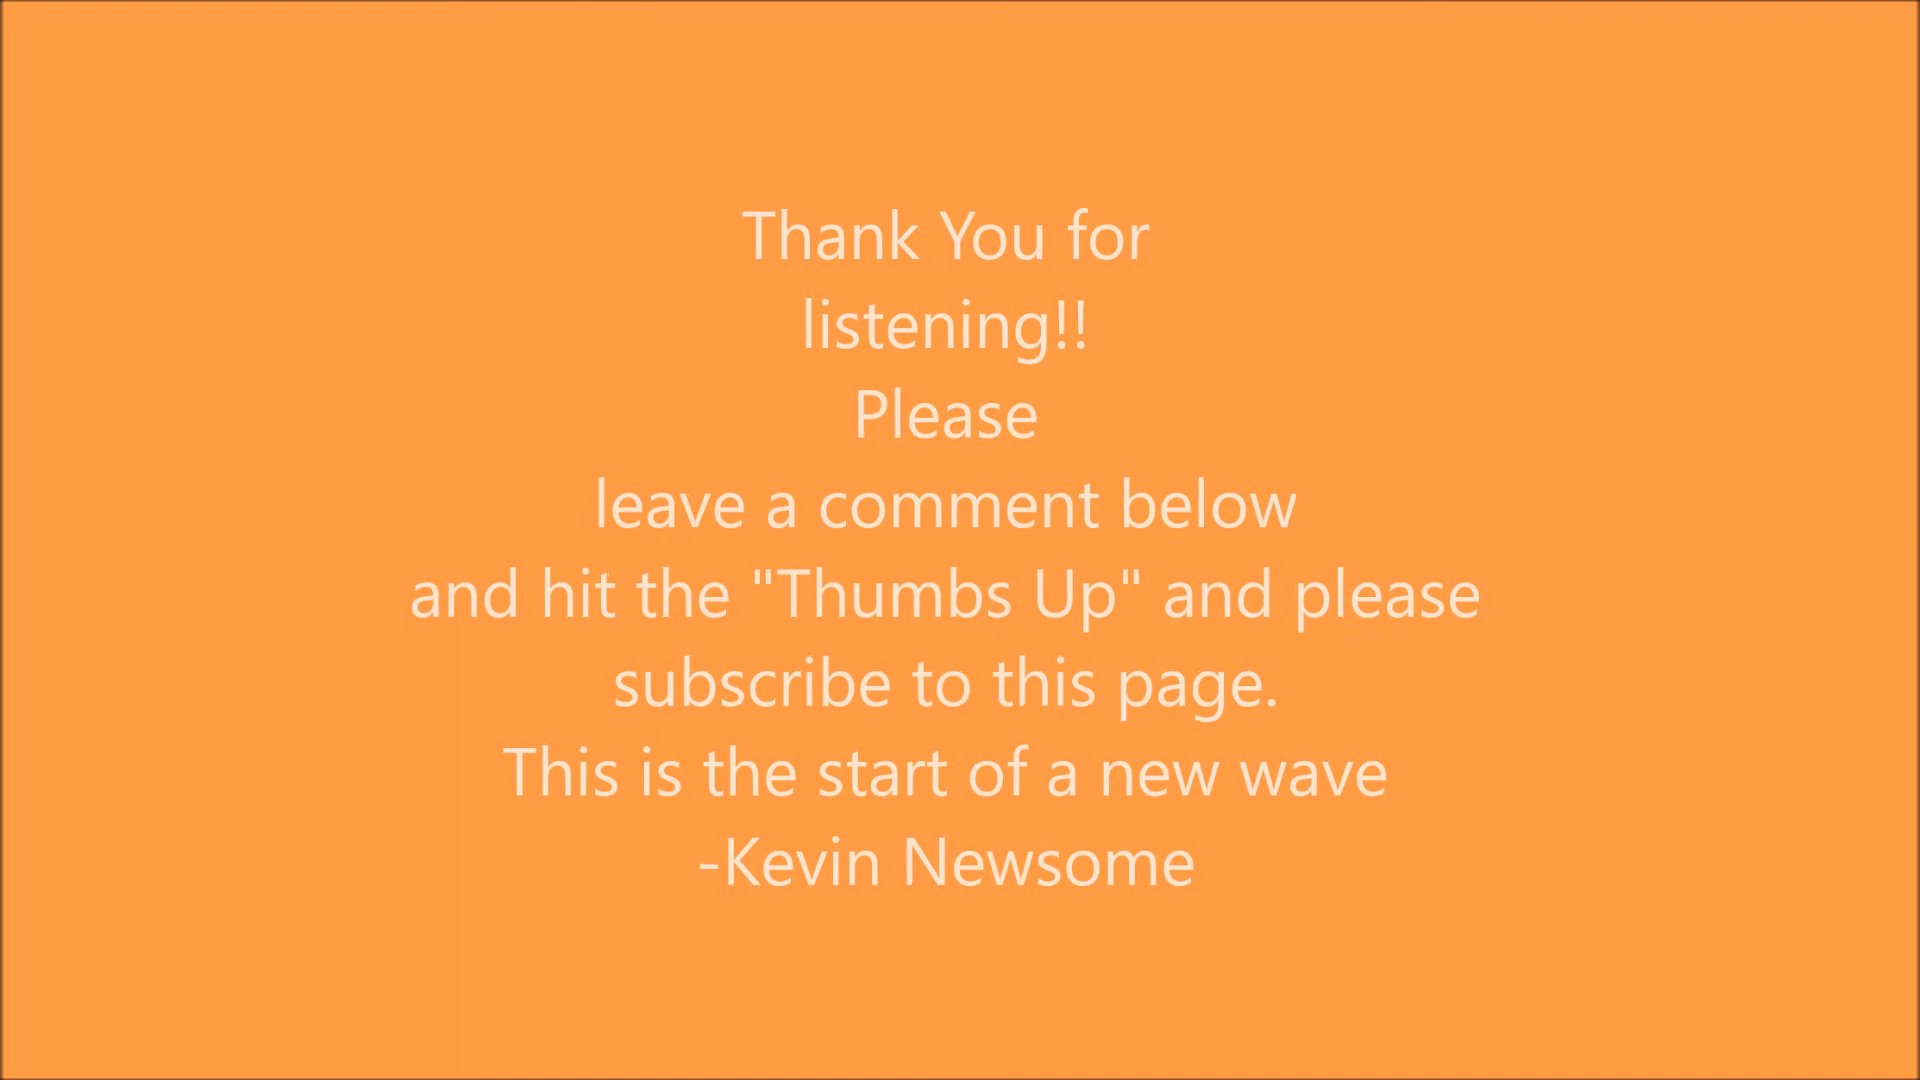 Thank You for
listening!!
Please
leave a comment below
and hit the "Thumbs Up" and please
subscribe to this page.
This is the start of a new wave
-Kevin Newsome